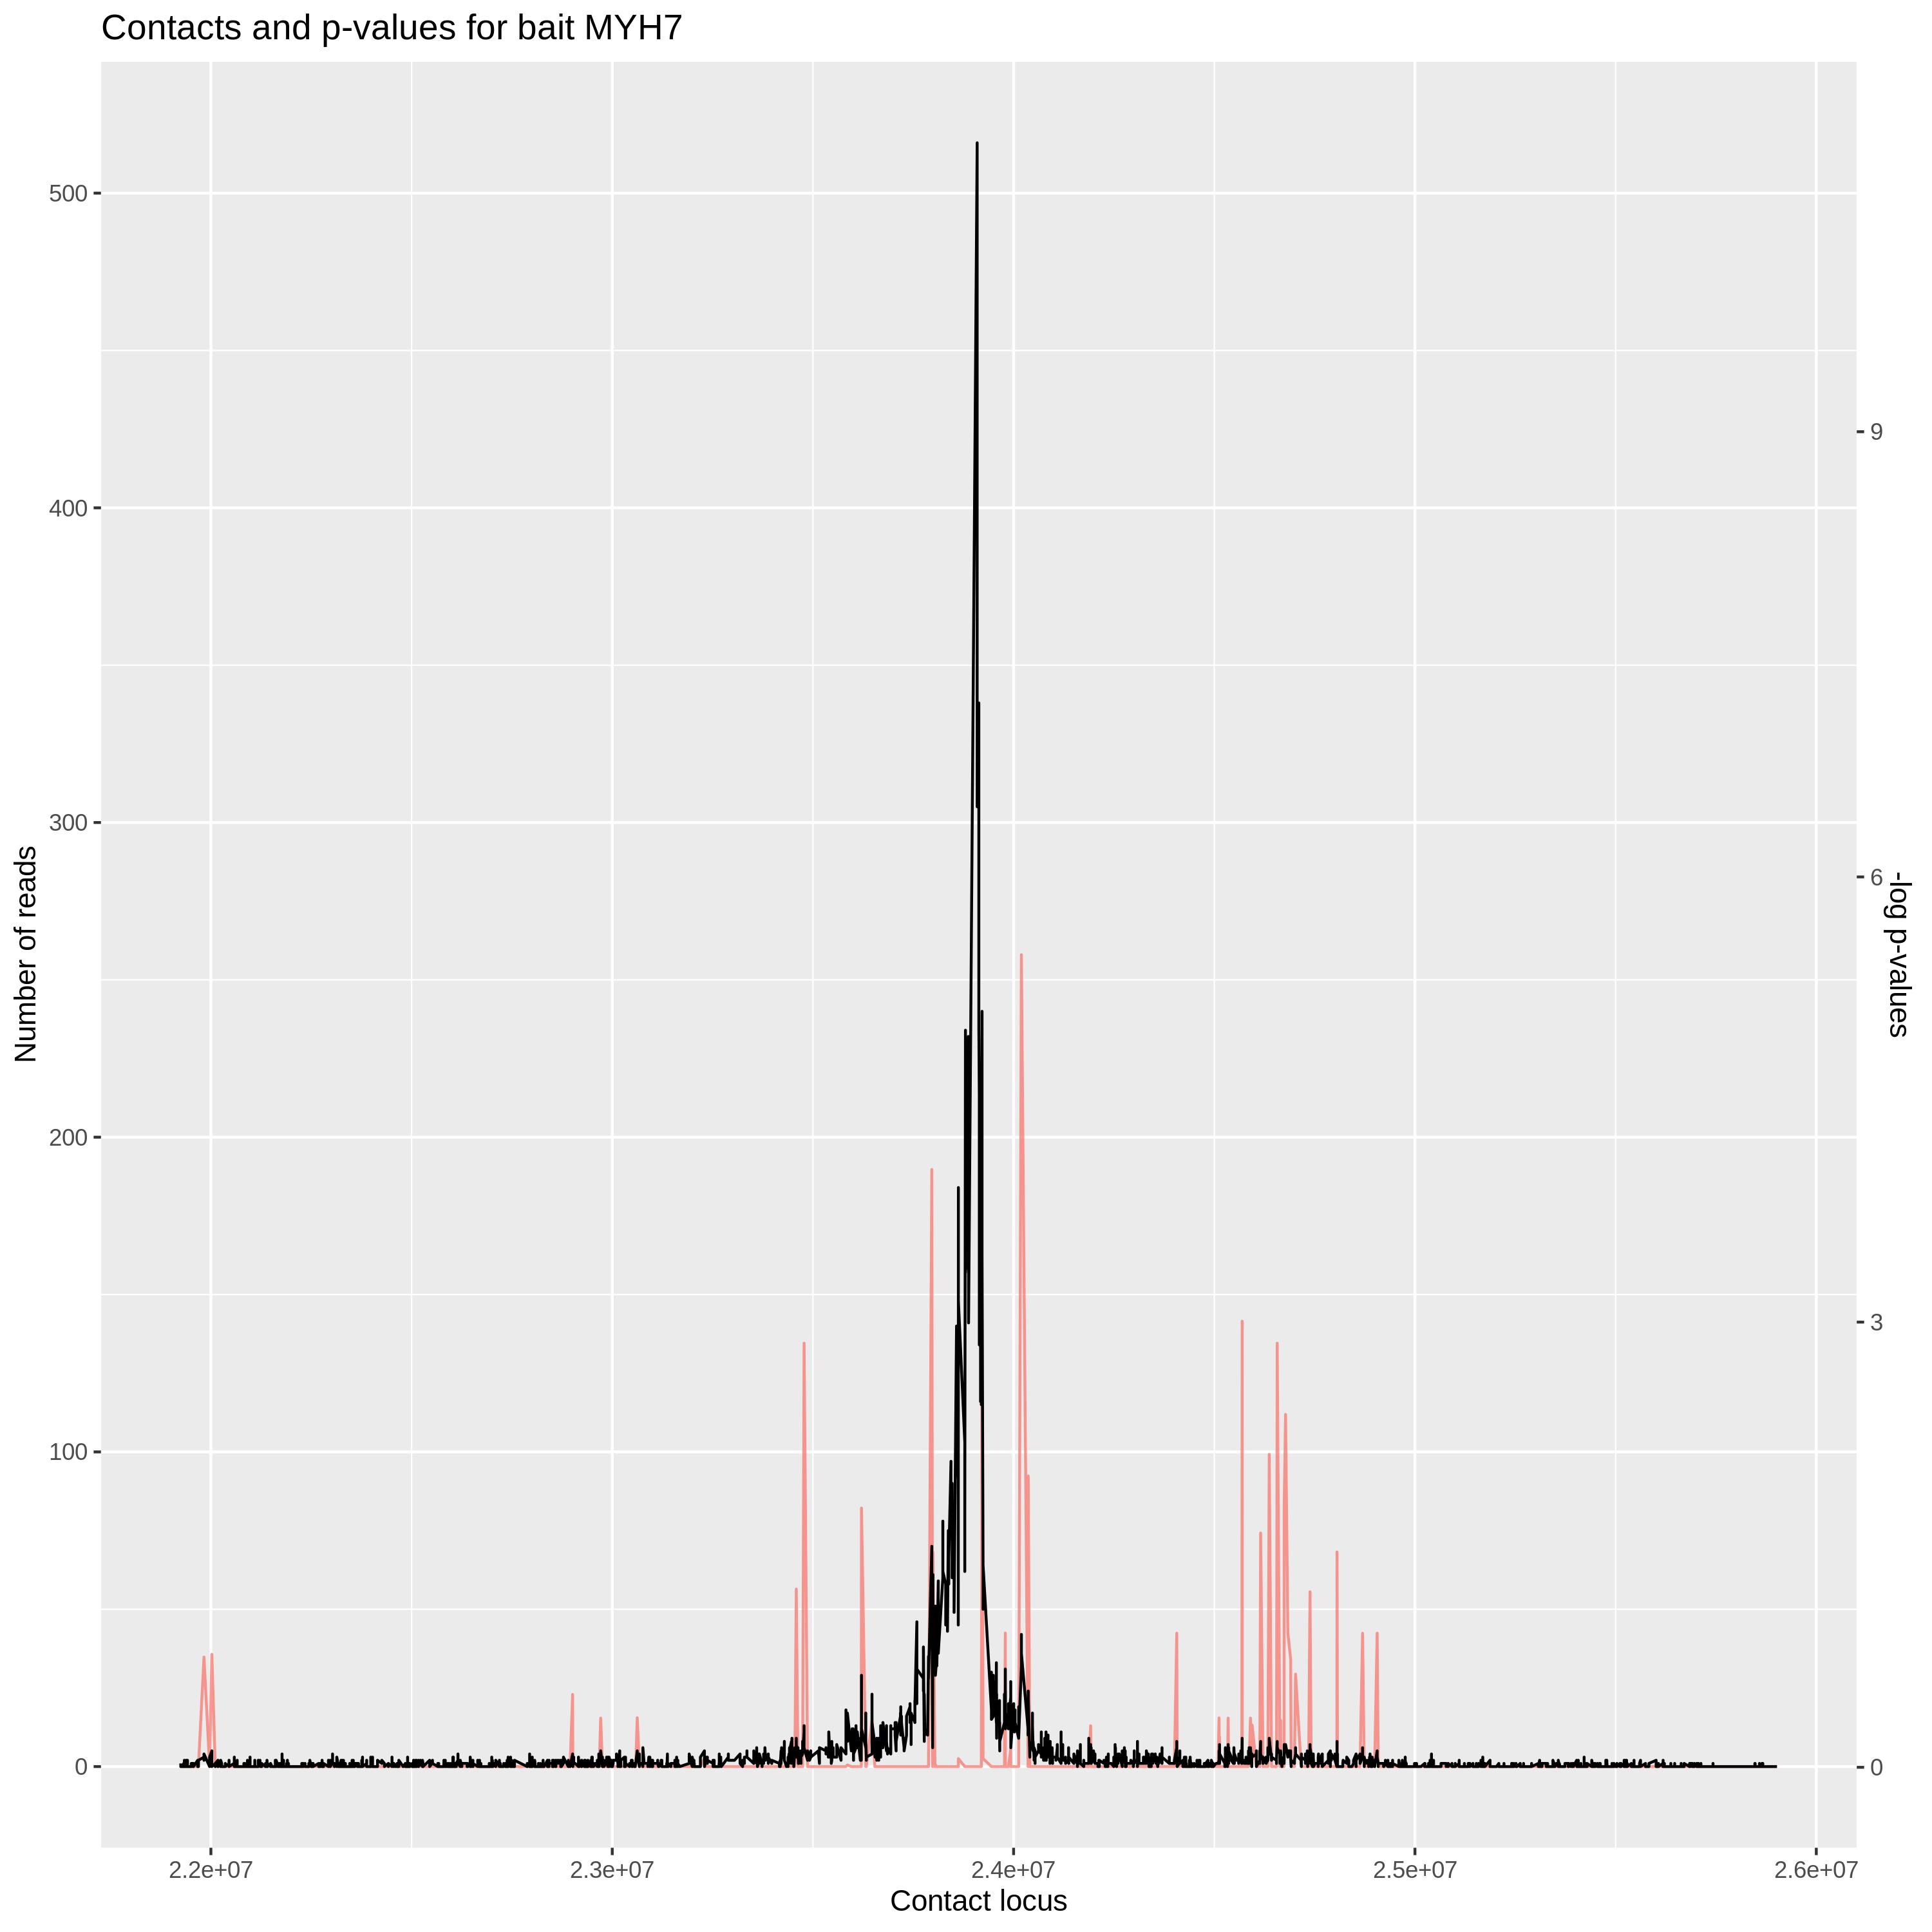 Contacts and p-values for bait MYH7
Number of reads
500
400
300
200
100
0
9
6
3
0
-log p-values
2.2e+07 2.3e+07 2.4e+07 2.5e+07 2.6e+07
Contact locus